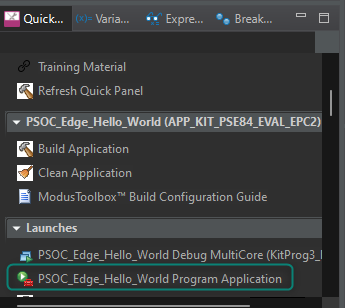 Quick... Varia... Expre... Break...
Training Material
Refresh Quick Panel
PSOC_Edge_Hello_World (APP_KIT_PSE84_EVAL_EPC2)
Build Application
Clean Application
ModusToolbox™ Build Configuration Guide
Launches
PSOC_Edge_Hello_World Debug MultiCore (KitProg3_
PSOC_Edge_Hello_World Program Application